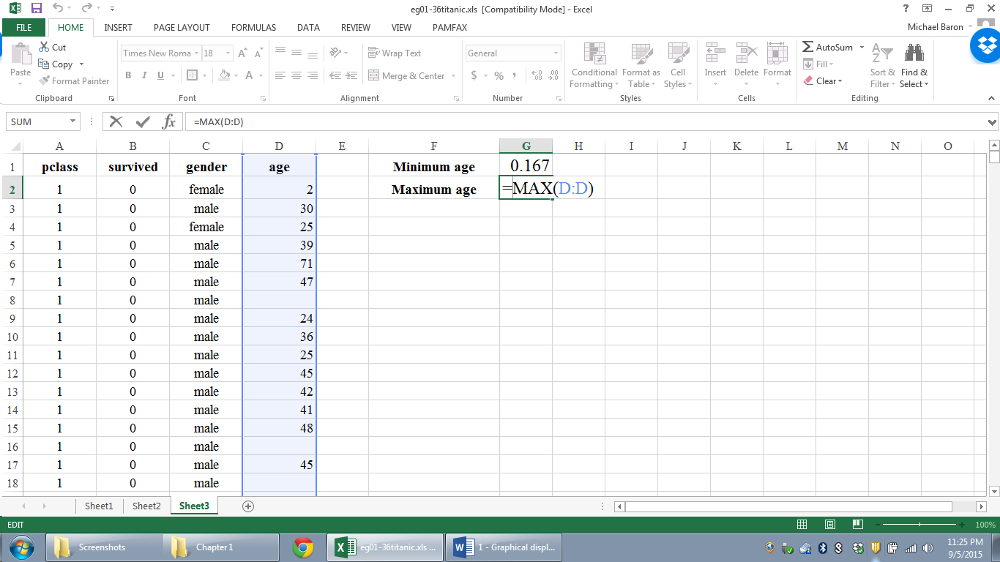 eg01-36titanic.xls [Compatibility Mode] - Excel
FILE HOME INSERT PAGE LAYOUT FORMULAS DATA REVIEW VIEW PAMFAX Michael Baron
Cut Times New Roma 18 A A Wrap Text General AutoSum
Paste Copy Conditional Format as Cell Insert Delete Format Fill Sort & Find &
Format Painter B I U A Merge & Center $ % , .00 Formatting Table Styles Clear Filter Select
Clipboard Font Alignment Number Styles Cells Editing
SUM fx =MAX(D:D)
A B C D E F G H I J K L M N O
1 pclass survived gender age Minimum age 0.167
2 1 0 female 2 Maximum age =MAX(D:D)
3 1 0 male 30
4 1 0 female 25
5 1 0 male 39
6 1 0 male 71
7 1 0 male 47
8 1 0 male
9 1 0 male 24
10 1 0 male 36
11 1 0 male 25
12 1 0 male 45
13 1 0 male 42
14 1 0 male 41
15 1 0 male 48
16 1 0 male
17 1 0 male 45
18 1 0 male
Sheet1 Sheet2 Sheet3
EDIT 100%
Screenshots Chapter 1 eg01-36titanic.xls ... 1 - Graphical displ... 11:25 PM
9/5/2015